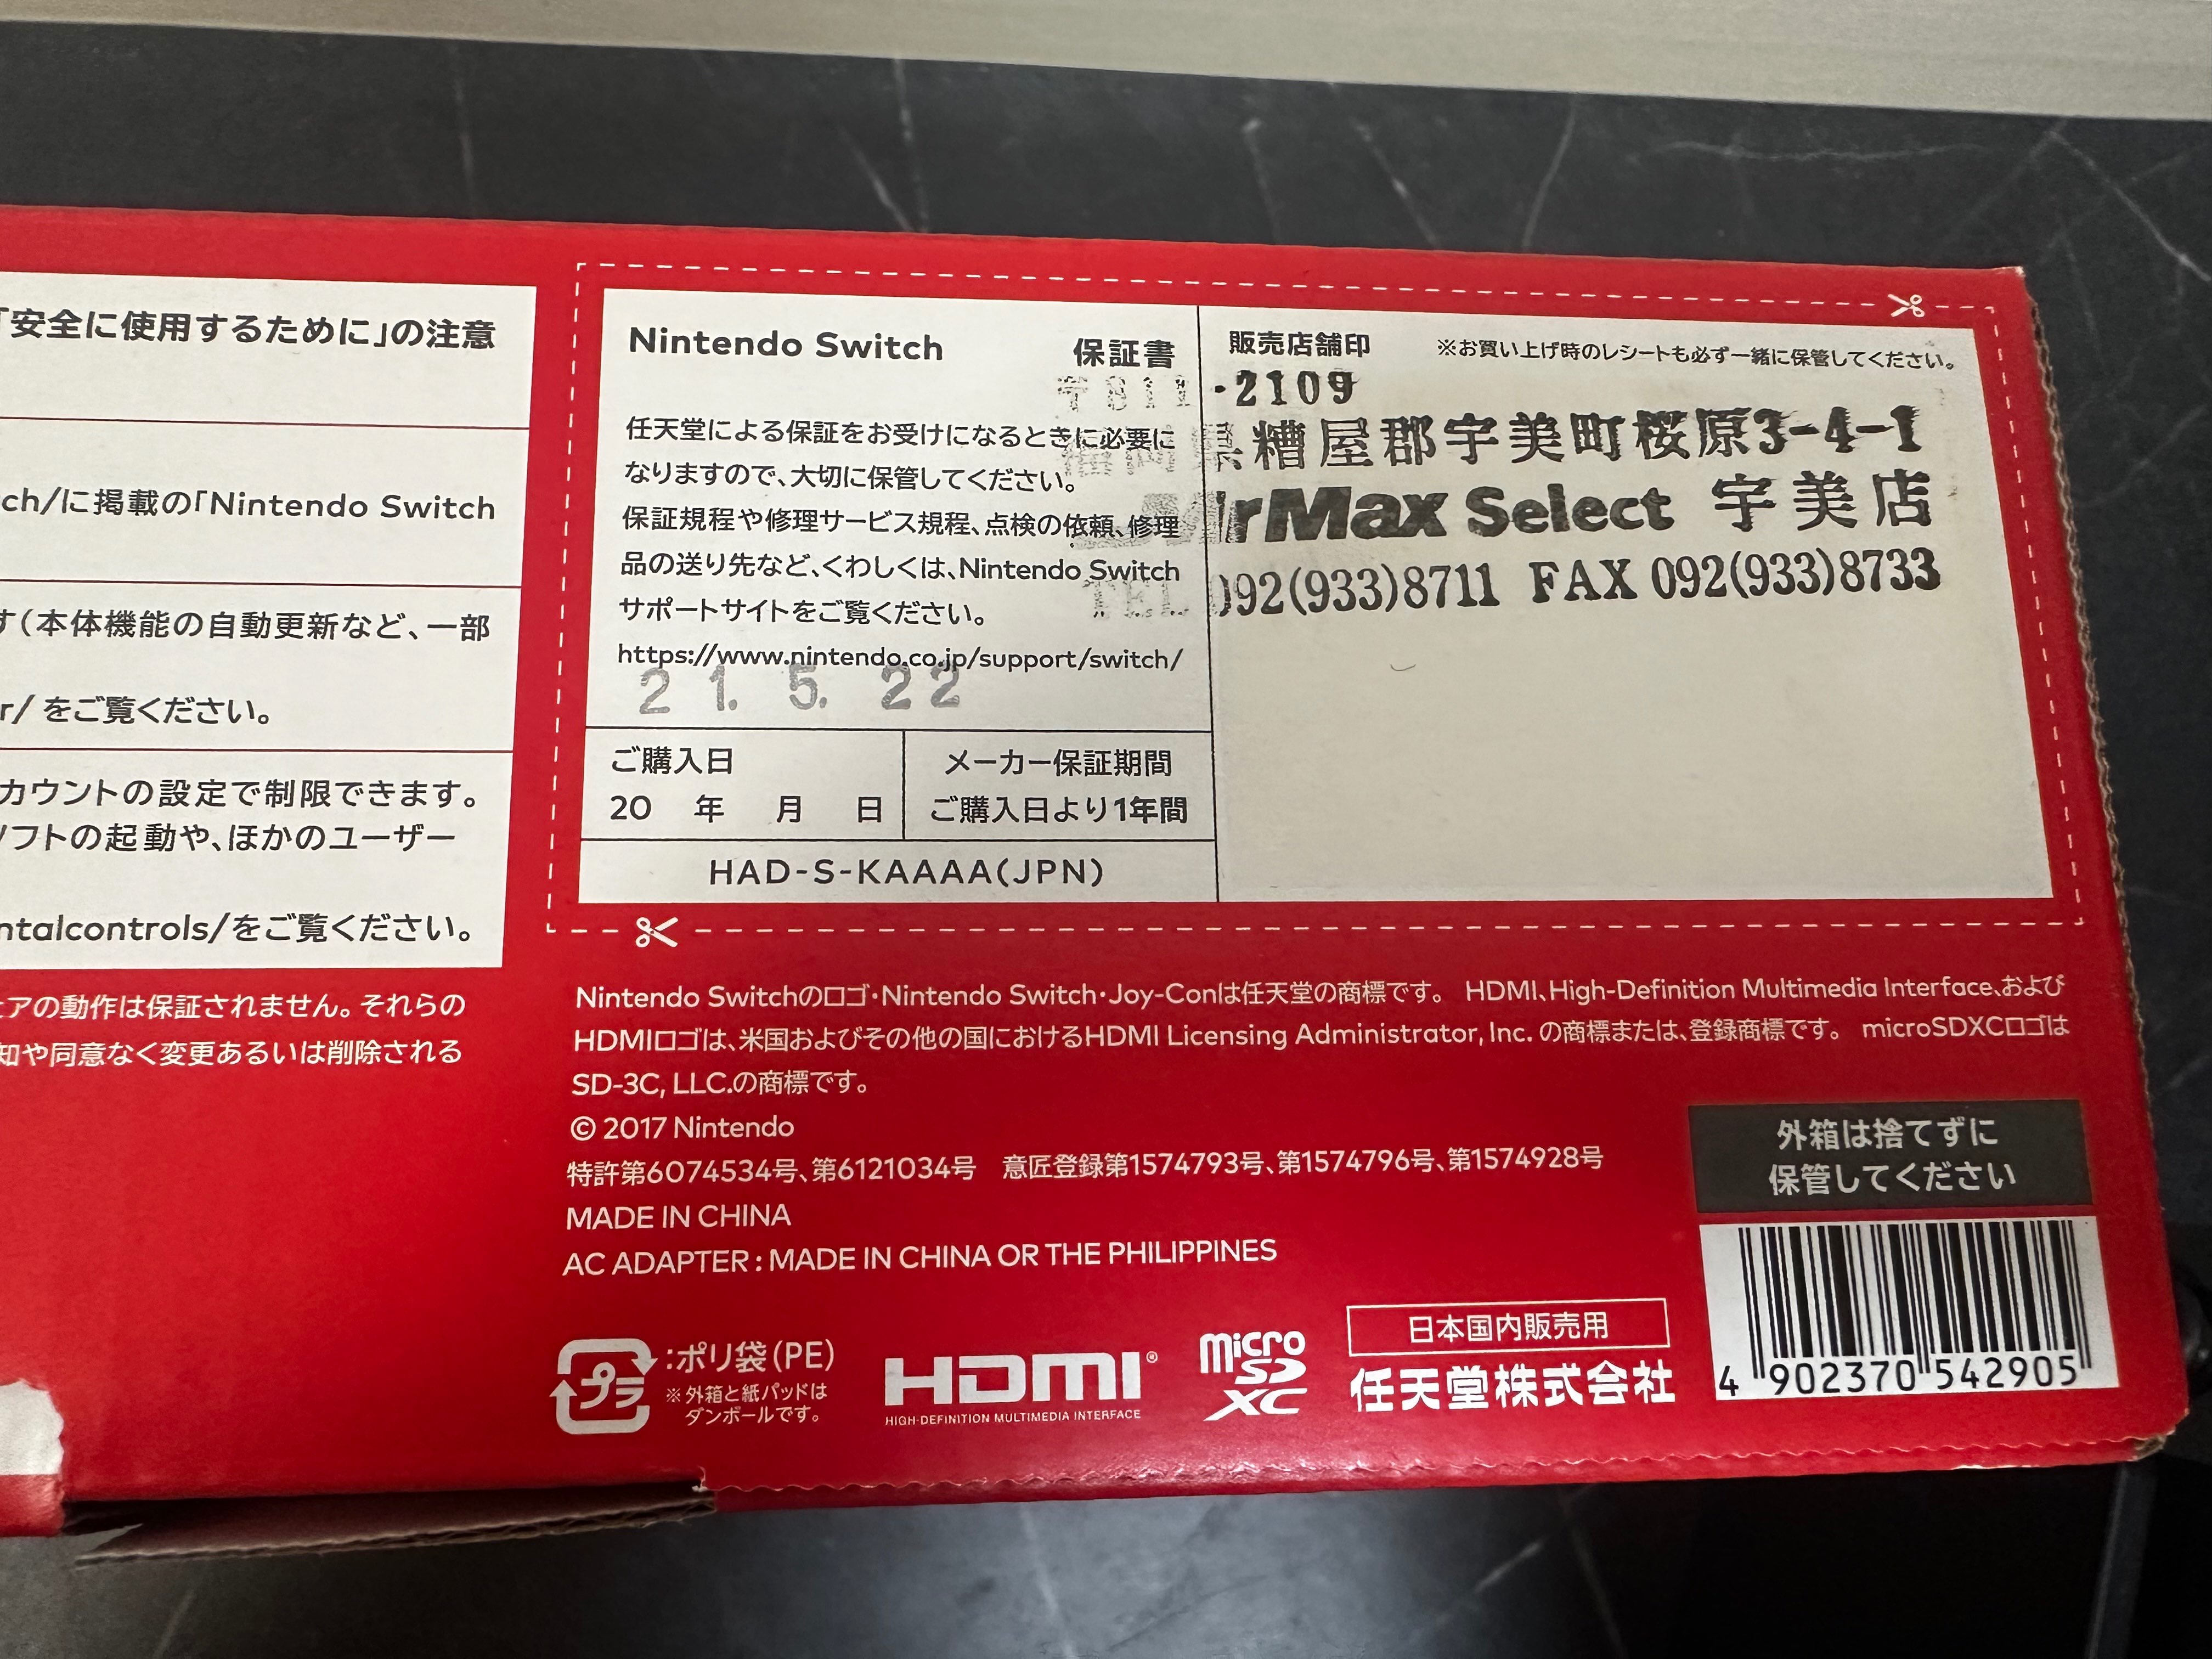 「安全に使用するために」の注意
ch/に掲載の「Nintendo Switch
す(本体機能の自動更新など、一部
r/ をご覧ください。
カウントの設定で制限できます。
ソフトの起動や、ほかのユーザー
ntalcontrols/をご覧ください。
アの動作は保証されません。それらの
知や同意なく変更あるいは削除される
Nintendo Switch 保証書
任天堂による保証をお受けになるときに必要に
なりますので、大切に保管してください。
保証規程や修理サービス規程、点検の依頼、修理
品の送り先など、くわしくは、Nintendo Switch
サポートサイトをご覧ください。
https://www.nintendo.co.jp/support/switch/
21. 5. 22
ご購入日
20 年 月 日
メーカー保証期間
ご購入日より1年間
HAD-S-KAAAA(JPN)
販売店舗印 ※お買い上げ時のレシートも必ず一緒に保管してください。
〒811-2109
福岡県糟屋郡宇美町桜原3-4-1
MrMax Select 宇美店
TEL 092(933)8711 FAX 092(933)8733
Nintendo Switchのロゴ・Nintendo Switch・Joy-Conは任天堂の商標です。 HDMI、High-Definition Multimedia Interface、および
HDMIロゴは、米国およびその他の国におけるHDMI Licensing Administrator, Inc. の商標または、登録商標です。 microSDXCロゴは
SD-3C, LLC.の商標です。
© 2017 Nintendo
特許第6074534号、第6121034号 意匠登録第1574793号、第1574796号、第1574928号
MADE IN CHINA
AC ADAPTER : MADE IN CHINA OR THE PHILIPPINES
外箱は捨てずに
保管してください
プラ
:ポリ袋(PE)
※外箱と紙パッドは
ダンボールです。
HDMI®
HIGH-DEFINITION MULTIMEDIA INTERFACE
micro
SD
XC
日本国内販売用
任天堂株式会社
4 902370 542905